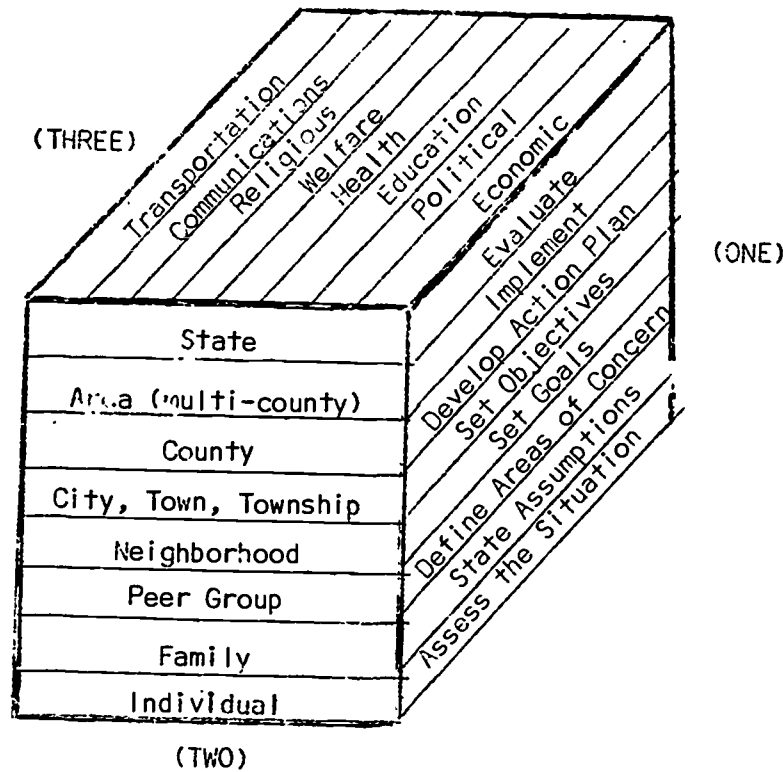 (THREE)
Transportation
Communications
Religious
Welfare
Health
Education
Political
Economic
(ONE)
Evaluate
Implement
Develop Action Plan
Set Objectives
Set Goals
Define Areas of Concern
State Assumptions
Assess the Situation
State
Area (multi-county)
County
City, Town, Township
Neighborhood
Peer Group
Family
Individual
(TWO)